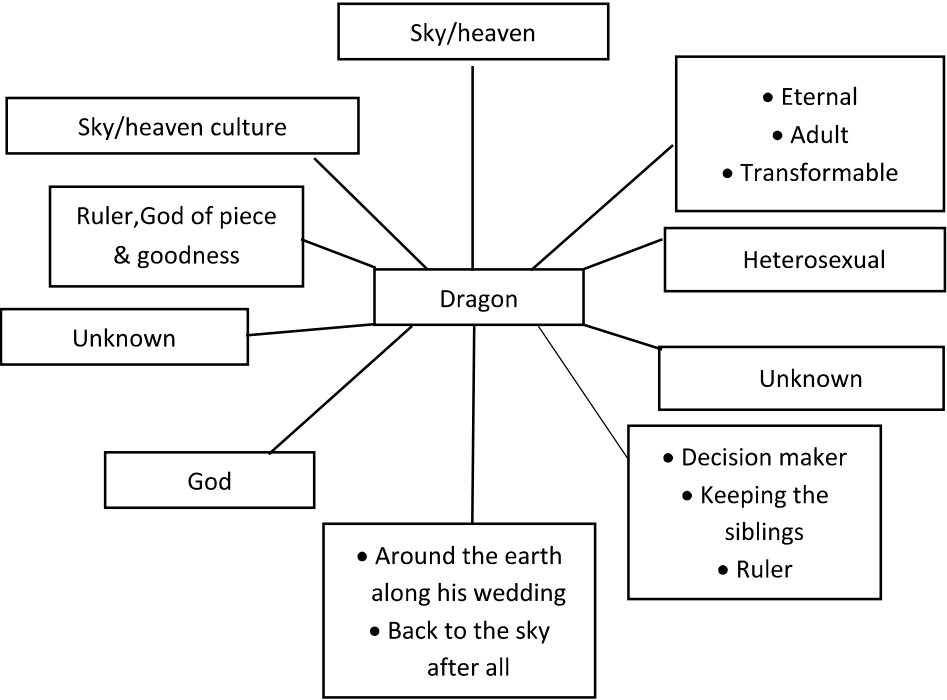 Sky/heaven
• Eternal
• Adult
• Transformable
Sky/heaven culture
Ruler,God of piece
& goodness
Heterosexual
Dragon
Unknown
Unknown
• Decision maker
• Keeping the
siblings
• Ruler
God
• Around the earth
along his wedding
• Back to the sky
after all